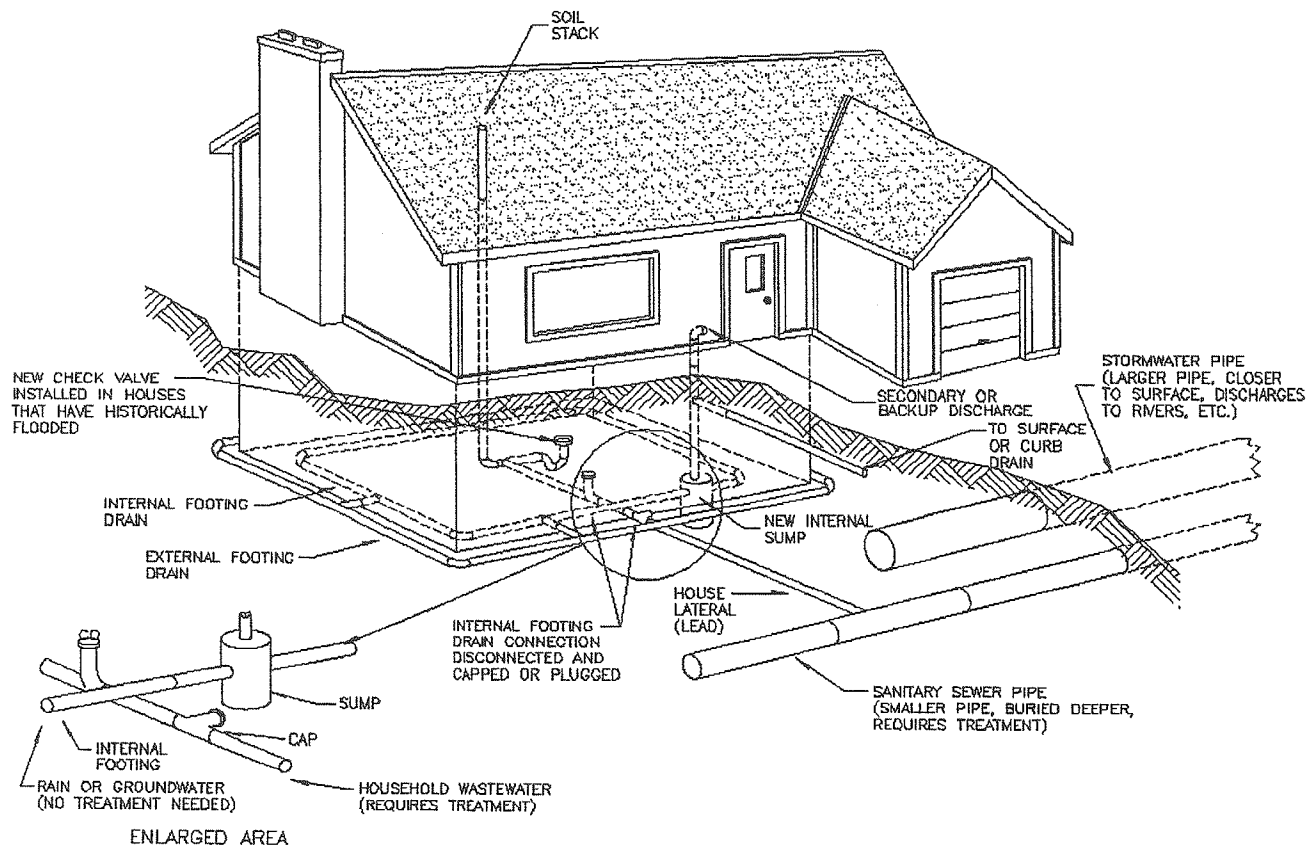 SOIL
STACK
NEW CHECK VALVE
INSTALLED IN HOUSES
THAT HAVE HISTORICALLY
FLOODED
STORMWATER PIPE
(LARGER PIPE, CLOSER
TO SURFACE, DISCHARGES
TO RIVERS, ETC.)
SECONDARY OR
BACKUP DISCHARGE
TO SURFACE
OR CURB
DRAIN
INTERNAL FOOTING
DRAIN
NEW INTERNAL
SUMP
EXTERNAL FOOTING
DRAIN
HOUSE
LATERAL
(LEAD)
INTERNAL FOOTING
DRAIN CONNECTION
DISCONNECTED AND
CAPPED OR PLUGGED
SANITARY SEWER PIPE
(SMALLER PIPE, BURIED DEEPER,
REQUIRES TREATMENT)
SUMP
CAP
INTERNAL
FOOTING
RAIN OR GROUNDWATER
(NO TREATMENT NEEDED)
HOUSEHOLD WASTEWATER
(REQUIRES TREATMENT)
ENLARGED AREA